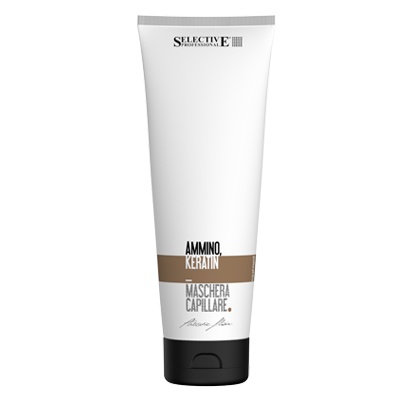 SELECTIVE
PROFESSIONAL
AMMINO,
KERATIN
MASCHERA
CAPILLARE.